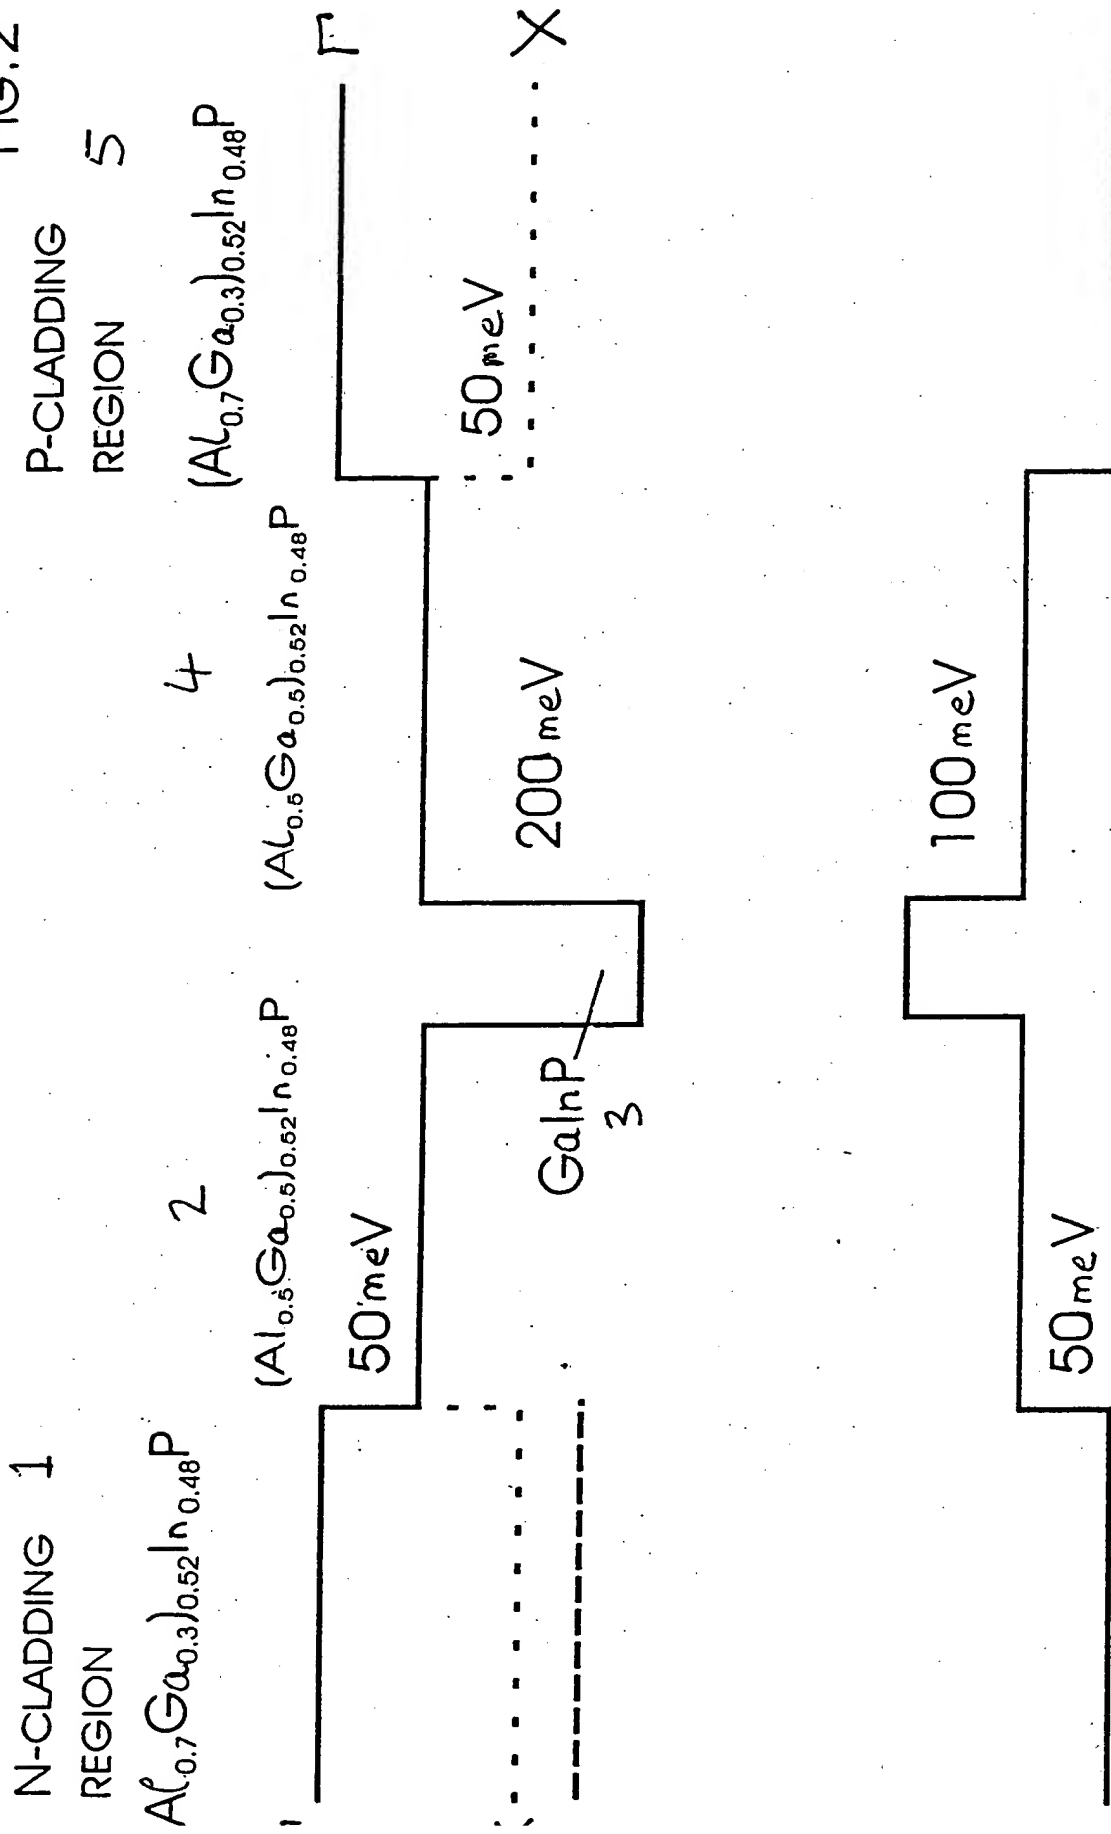 FIG.2
N-CLADDING 1
REGION
Al0.7Ga0.3)0.52In0.48P
2
(Al0.5Ga0.5)0.52In0.48P
4
(Al0.5Ga0.5)0.52In0.48P
P-CLADDING
REGION 5
(Al0.7Ga0.3)0.52In0.48P
Γ
X
50meV
200meV
50meV
GaInP
3
100meV
50meV